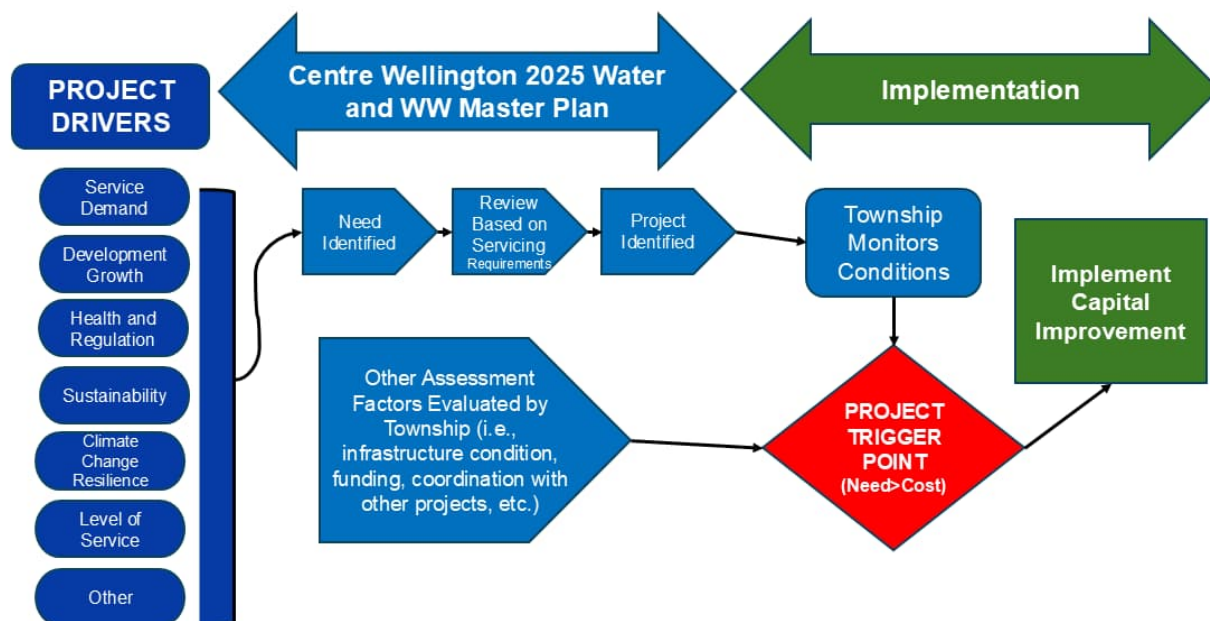 PROJECT
DRIVERS
Centre Wellington 2025 Water
and WW Master Plan
Implementation
Service
Demand
Development
Growth
Health and
Regulation
Sustainability
Climate
Change
Resilience
Level of
Service
Other
Need
Identified
Review
Based on
Servicing
Requirements
Project
Identified
Township
Monitors
Conditions
Other Assessment
Factors Evaluated by
Township (i.e.,
infrastructure condition,
funding, coordination with
other projects, etc.)
PROJECT
TRIGGER
POINT
(Need>Cost)
Implement
Capital
Improvement